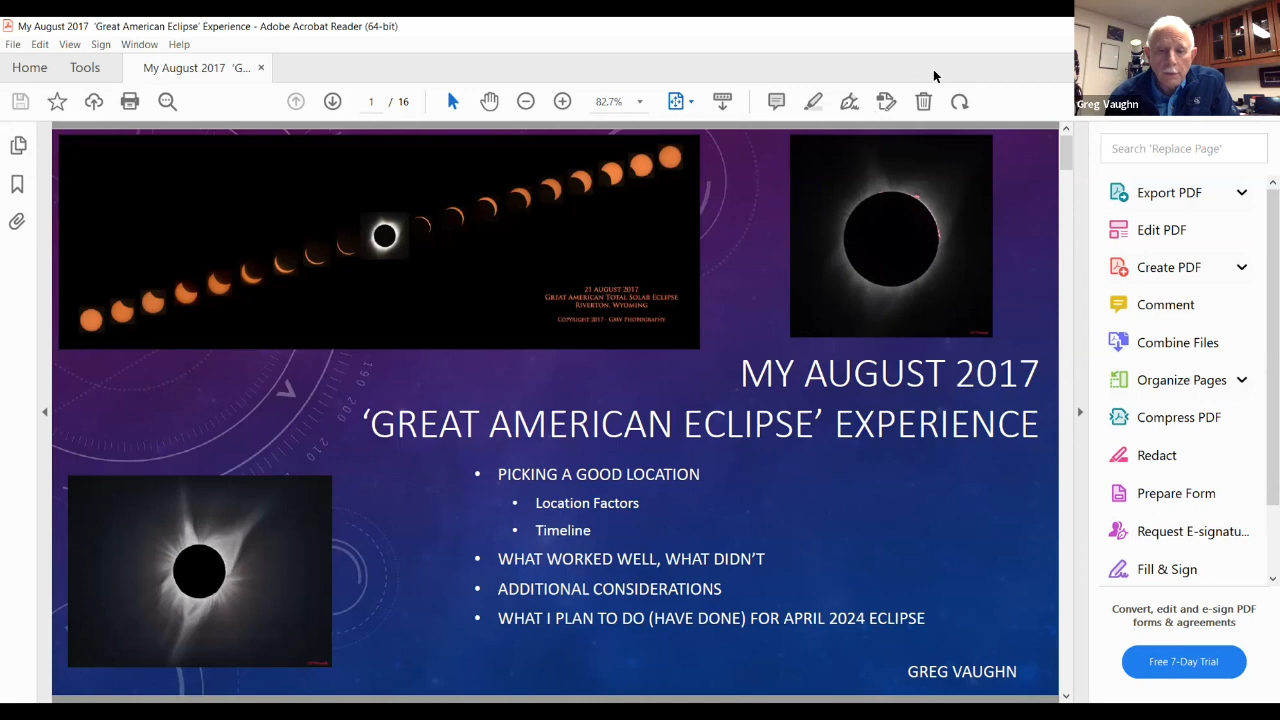 My August 2017 'Great American Eclipse' Experience - Adobe Acrobat Reader (64-bit)
File Edit View Sign Window Help
Home Tools My August 2017 'G... ×
1 / 16 82.7%
Greg Vaughn
Search 'Replace Page'
Export PDF
Edit PDF
Create PDF
Comment
Combine Files
Organize Pages
Compress PDF
Redact
Prepare Form
Request E-signatu...
Fill & Sign
Convert, edit and e-sign PDF
forms & agreements
Free 7-Day Trial
21 AUGUST 2017
GREAT AMERICAN TOTAL SOLAR ECLIPSE
RIVERTON, WYOMING
COPYRIGHT 2017 - GMV PHOTOGRAPHY
190
200
210
MY AUGUST 2017
‘GREAT AMERICAN ECLIPSE’ EXPERIENCE
• PICKING A GOOD LOCATION
• Location Factors
• Timeline
• WHAT WORKED WELL, WHAT DIDN’T
• ADDITIONAL CONSIDERATIONS
• WHAT I PLAN TO DO (HAVE DONE) FOR APRIL 2024 ECLIPSE
GREG VAUGHN